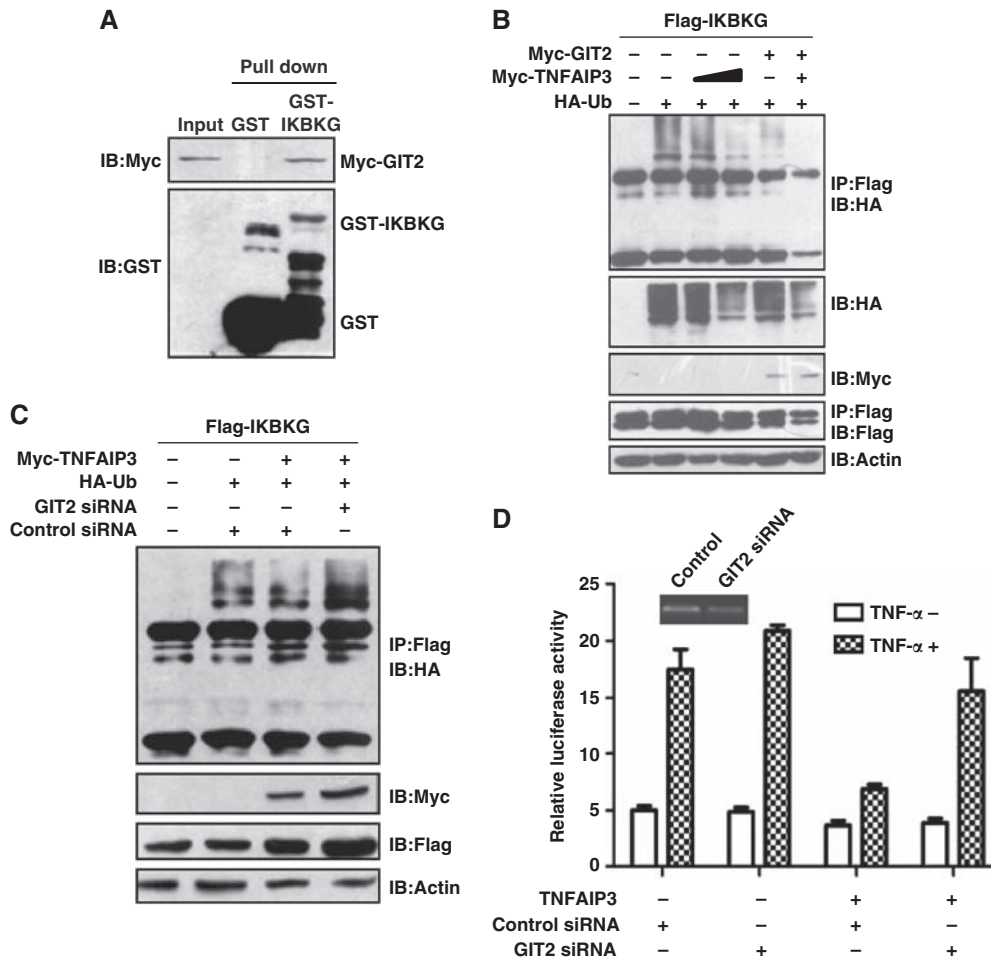 A
Pull down
GST-
Input GST IKBKG
IB:Myc Myc-GIT2
GST-IKBKG
IB:GST
GST
B
Flag-IKBKG
Myc-GIT2 – – – – + +
Myc-TNFAIP3 – – – +
HA-Ub – + + + + +
IP:Flag
IB:HA
IB:HA
IB:Myc
IP:Flag
IB:Flag
IB:Actin
C
Flag-IKBKG
Myc-TNFAIP3 – – + +
HA-Ub – + + +
GIT2 siRNA – – – +
Control siRNA – + + –
IP:Flag
IB:HA
IB:Myc
IB:Flag
IB:Actin
D
Control
GIT2 siRNA
Relative luciferase activity
25
20
15
10
5
0
TNF-α –
TNF-α +
TNFAIP3 – – + +
Control siRNA + – + –
GIT2 siRNA – + – +